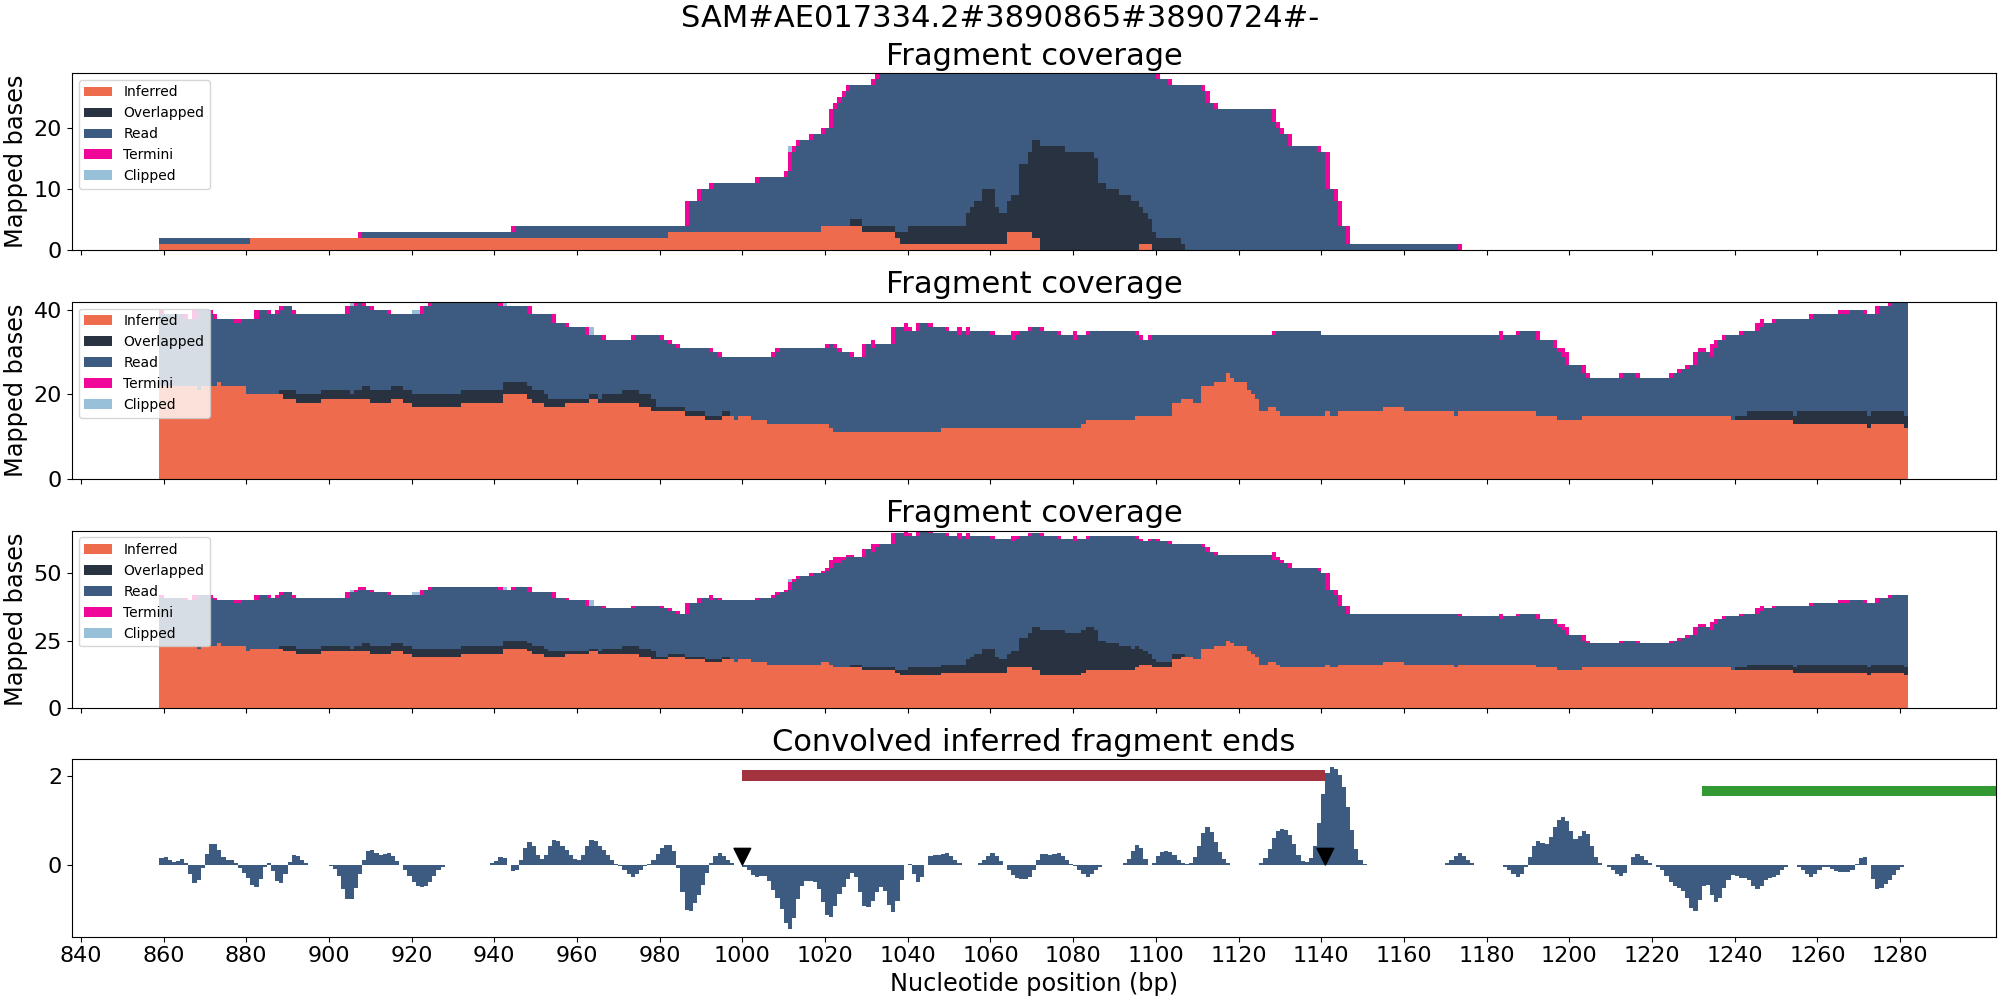 SAM#AE017334.2#3890865#3890724#-
Fragment coverage
Mapped bases
20
10
0
Inferred
Overlapped
Read
Termini
Clipped
Fragment coverage
Mapped bases
40
20
0
Inferred
Overlapped
Read
Termini
Clipped
Fragment coverage
Mapped bases
50
25
0
Inferred
Overlapped
Read
Termini
Clipped
Convolved inferred fragment ends
2
0
840 860 880 900 920 940 960 980 1000 1020 1040 1060 1080 1100 1120 1140 1160 1180 1200 1220 1240 1260 1280
Nucleotide position (bp)